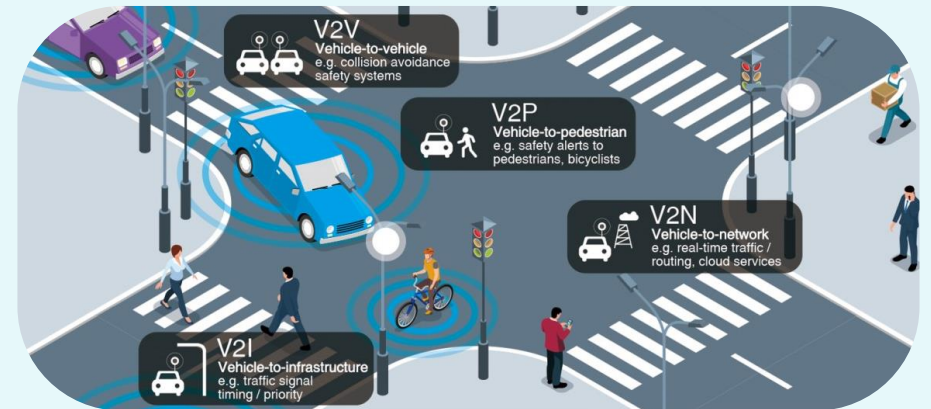 V2V
Vehicle-to-vehicle
e.g. collision avoidance
safety systems
V2P
Vehicle-to-pedestrian
e.g. safety alerts to
pedestrians, bicyclists
V2N
Vehicle-to-network
e.g. real-time traffic /
routing, cloud services
V2I
Vehicle-to-infrastructure
e.g. traffic signal
timing / priority